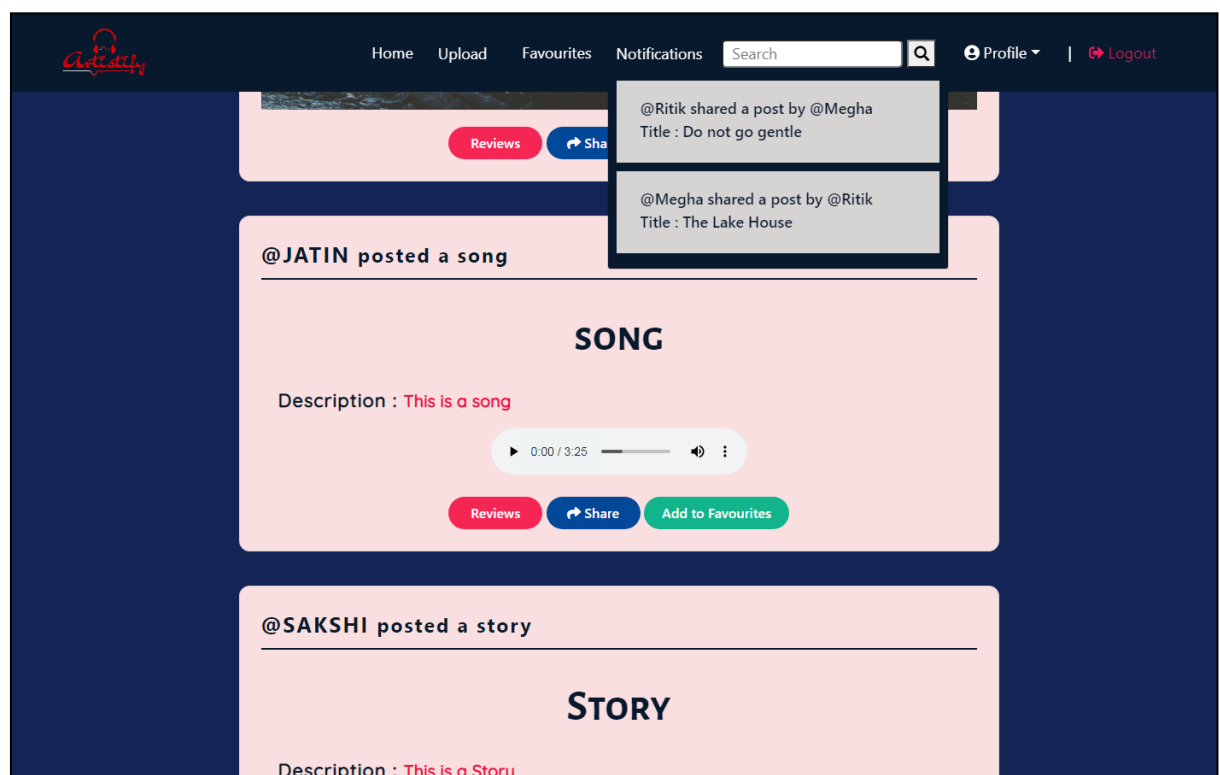 Artistify
Home Upload Favourites Notifications Search Profile | Logout
@Ritik shared a post by @Megha
Title : Do not go gentle
@Megha shared a post by @Ritik
Title : The Lake House
Reviews Sha
@JATIN posted a song
SONG
Description : This is a song
0:00 / 3:25
Reviews Share Add to Favourites
@SAKSHI posted a story
STORY
Description : This is a Story